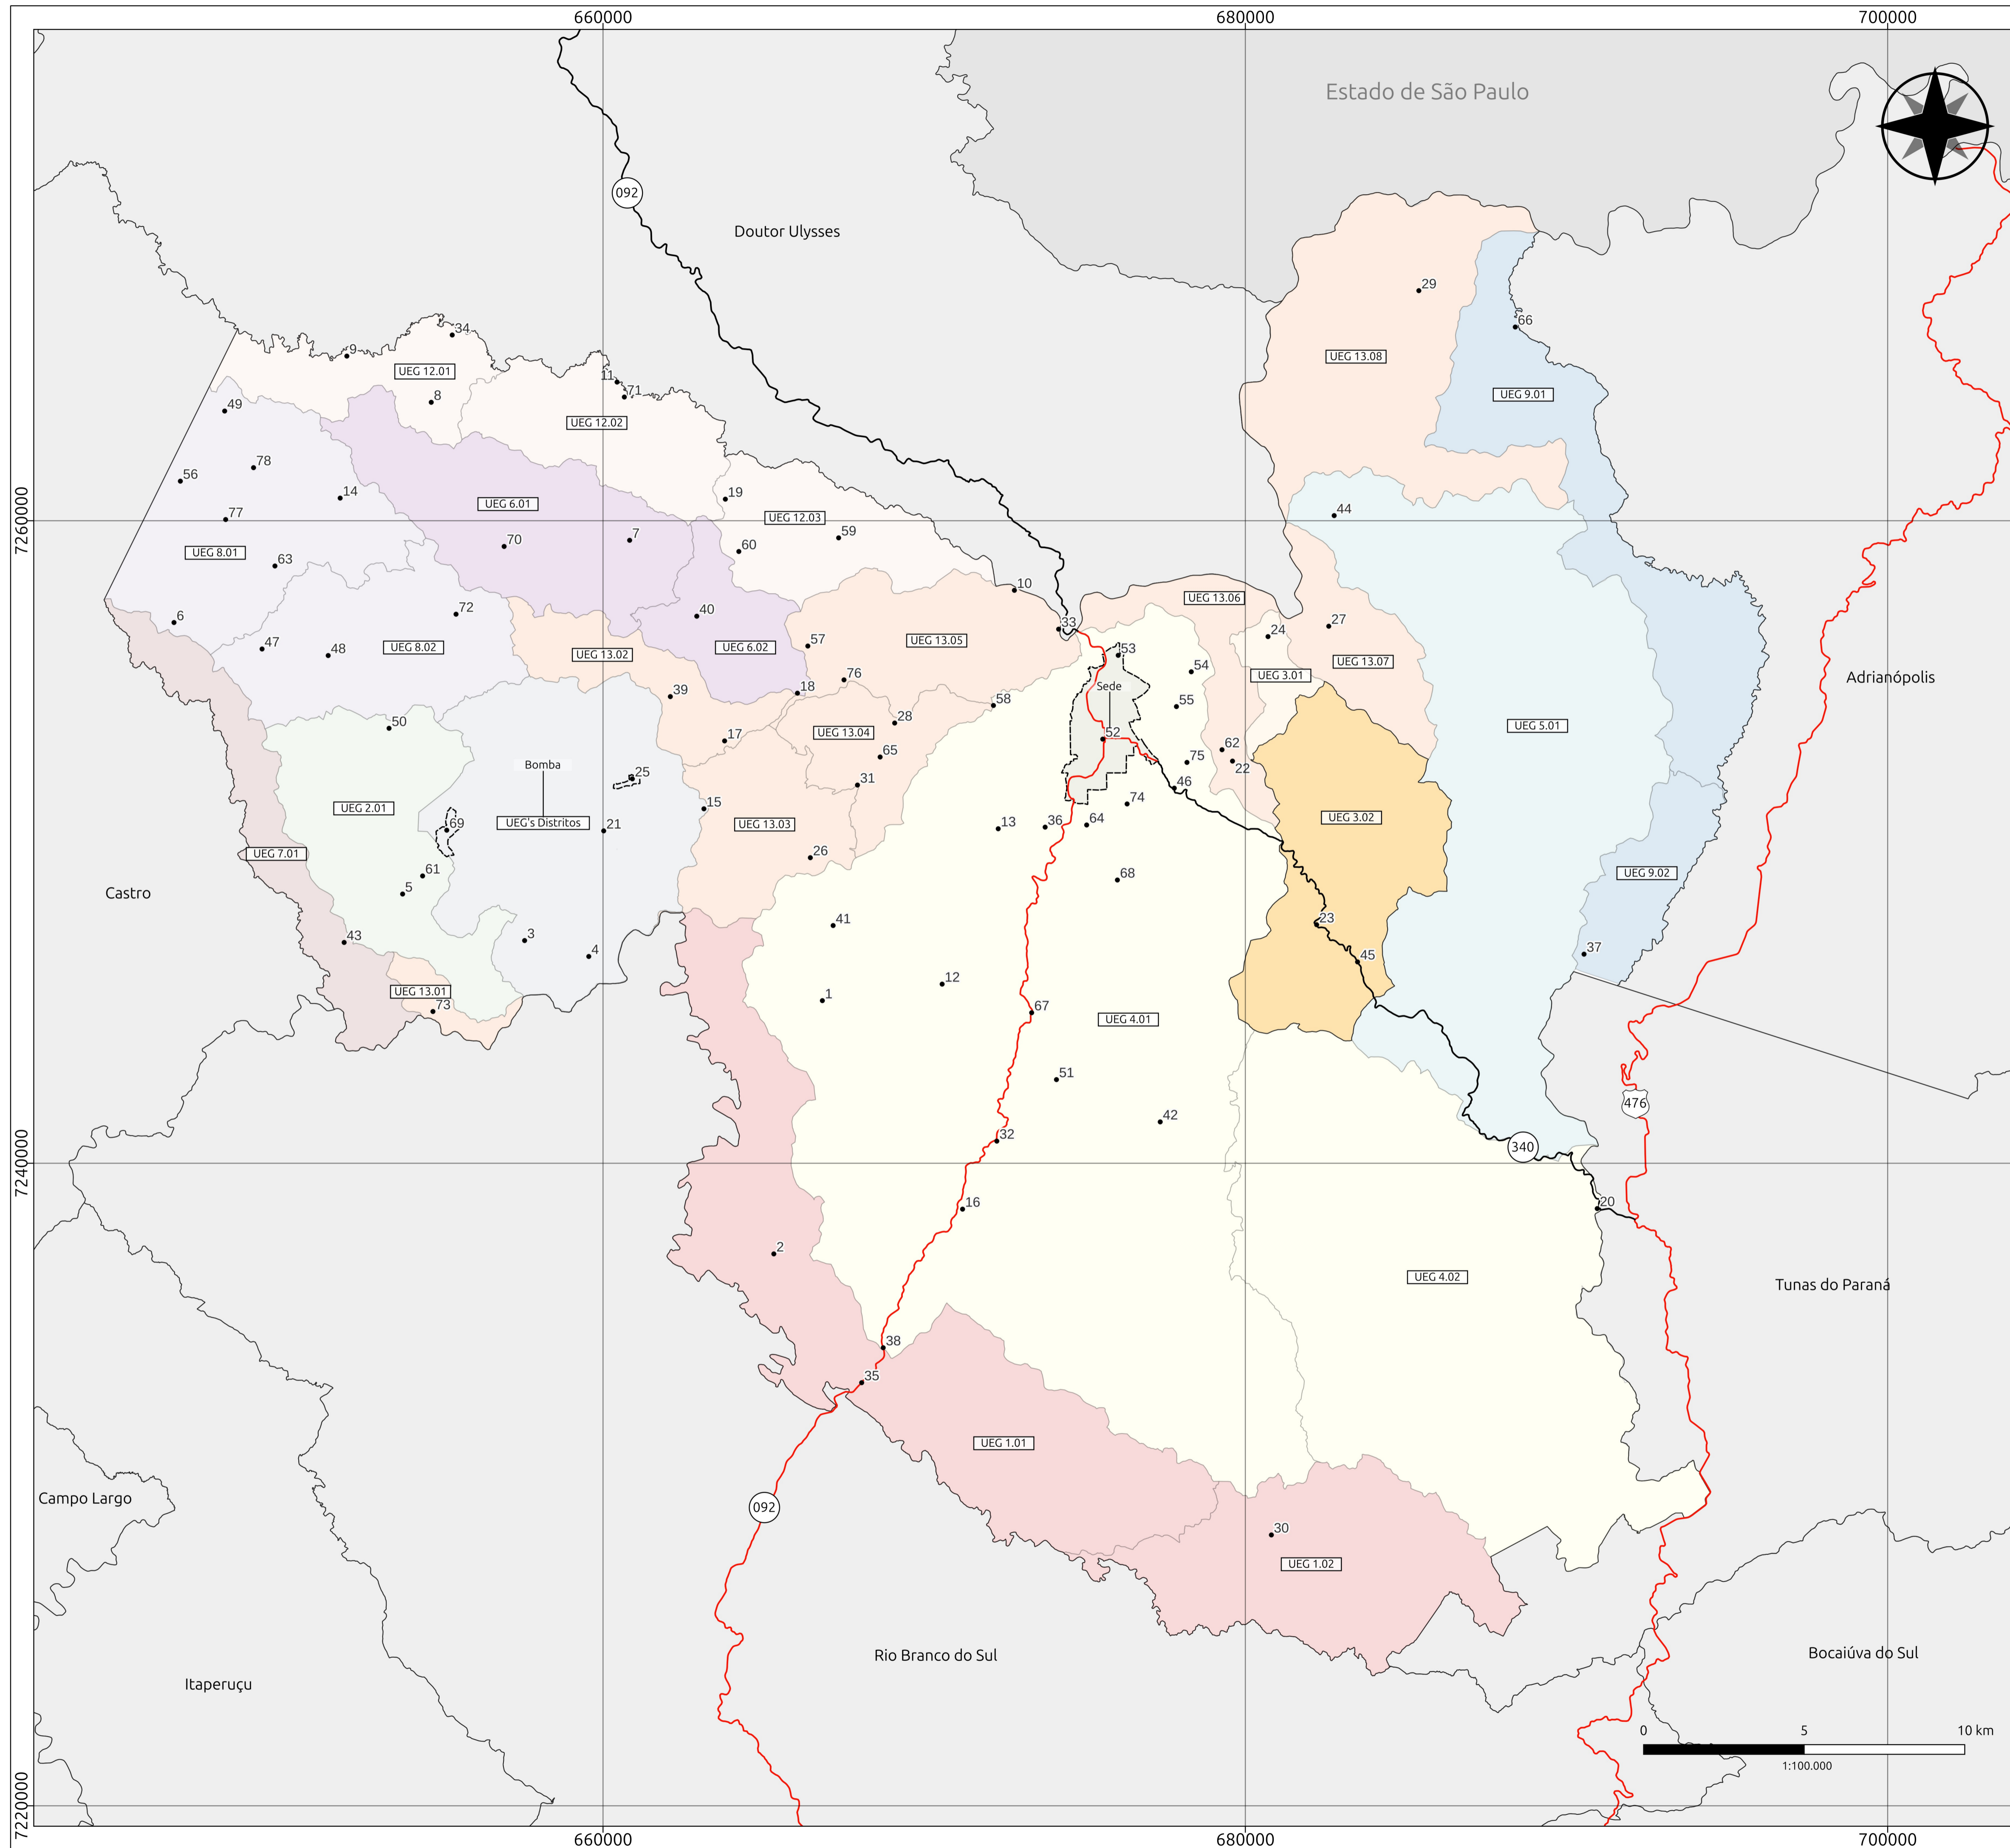 660000
680000
700000
Estado de São Paulo
092
Doutor Ulysses
29
66
34
9
UEG 13.08
11
UEG 12.01
71
8
UEG 9.01
49
UEG 12.02
78
56
14
19
UEG 6.01
44
UEG 12.03
7260000
77
7
59
70
60
UEG 8.01
63
10
UEG 13.06
72
40
6
33
27
24
57
UEG 13.05
47
48
UEG 8.02
UEG 13.02
UEG 6.02
53
UEG 13.07
54
76
UEG 3.01
Adrianópolis
Sede
39
18
58
55
50
28
UEG 5.01
17
UEG 13.04
52
62
65
75
22
Bomba
25
46
31
74
UEG 2.01
15
UEG 3.02
69
UEG's Distritos
21
UEG 13.03
13
36
64
UEG 7.01
26
61
68
UEG 9.02
5
Castro
41
23
43
3
4
37
45
12
UEG 13.01
1
73
67
UEG 4.01
51
476
42
32
340
7240000
16
20
2
UEG 4.02
Tunas do Paraná
38
35
UEG 1.01
Campo Largo
092
30
UEG 1.02
Rio Branco do Sul
Bocaiúva do Sul
Itaperuçu
0
5
10 km
1:100.000
7220000
660000
680000
700000